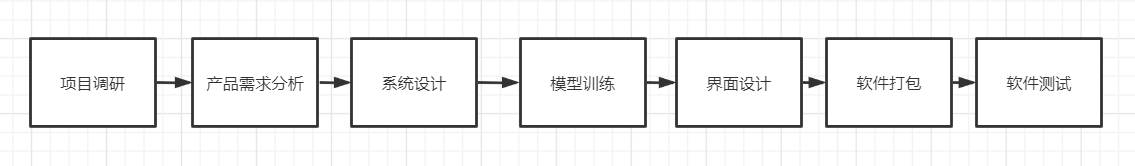 项目调研
产品需求分析
系统设计
模型训练
界面设计
软件打包
软件测试